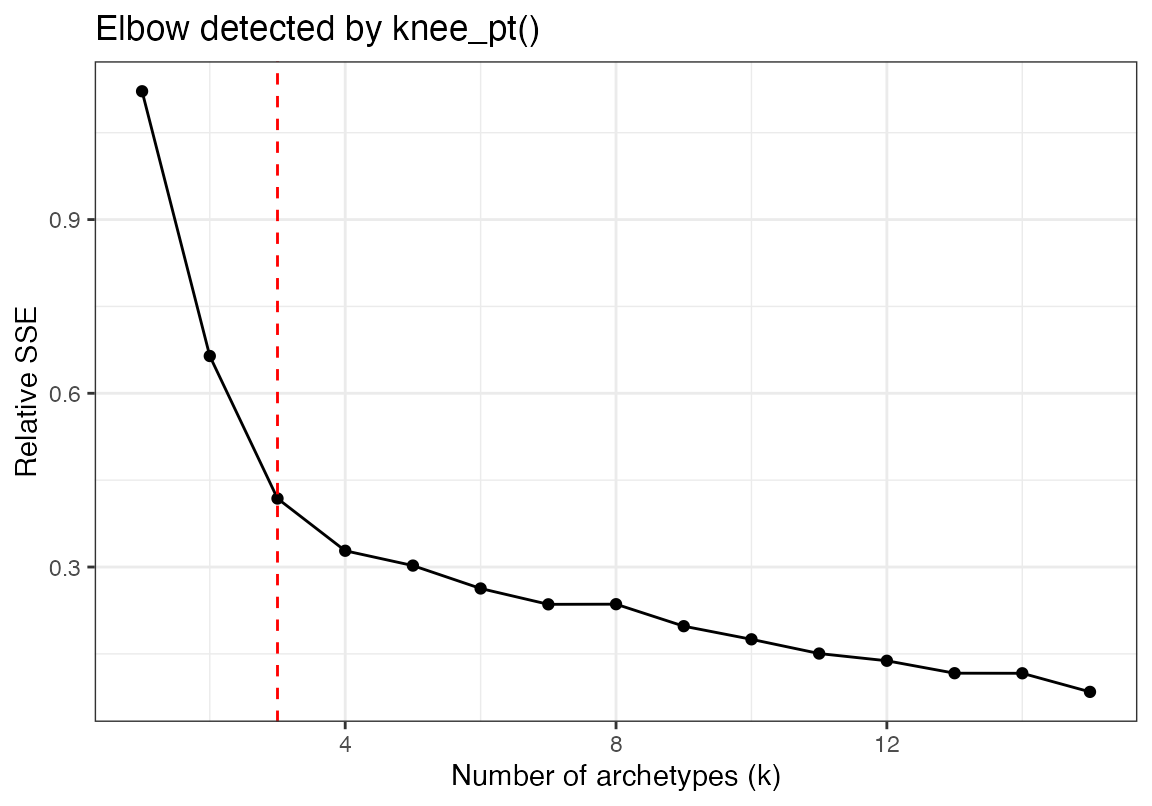 Elbow detected by knee_pt()
Relative SSE
0.9
0.6
0.3
4 8 12
Number of archetypes (k)